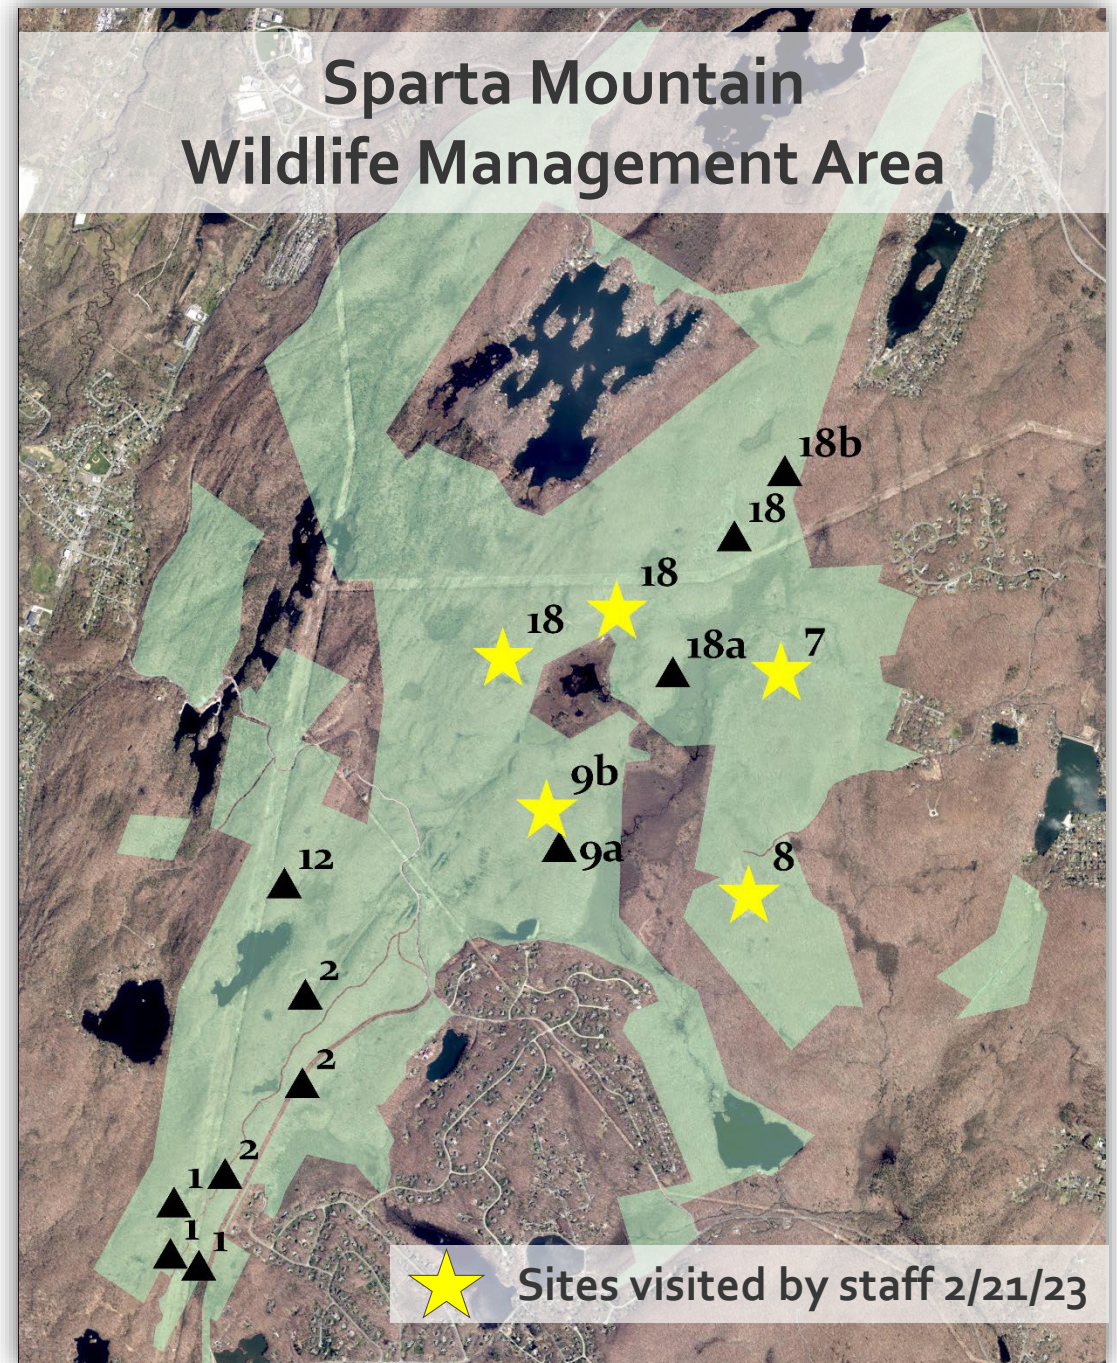 Sparta Mountain
Wildlife Management Area
18b
18
18
18
18a
7
9b
9a
8
12
2
2
2
1
1
1
Sites visited by staff 2/21/23